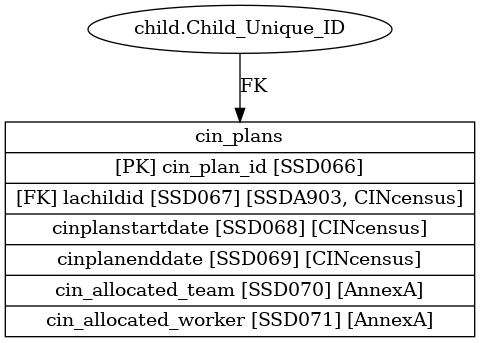 child.Child_Unique_ID
FK
cin_plans
[PK] cin_plan_id [SSD066]
[FK] lachildid [SSD067] [SSDA903, CINcensus]
cinplanstartdate [SSD068] [CINcensus]
cinplanenddate [SSD069] [CINcensus]
cin_allocated_team [SSD070] [AnnexA]
cin_allocated_worker [SSD071] [AnnexA]